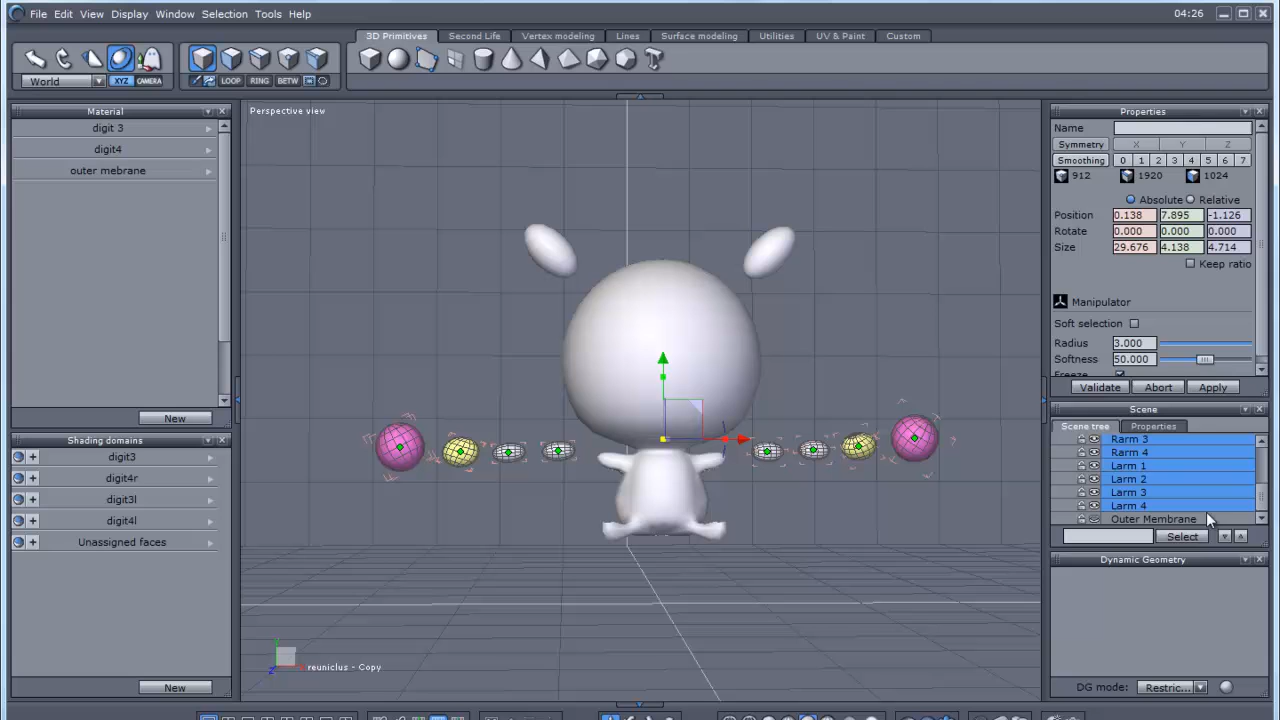 File Edit View Display Window Selection Tools Help 04:26
3D Primitives Second Life Vertex modeling Lines Surface modeling Utilities UV & Paint Custom
World XYZ CAMERA LOOP RING BETW
Material
digit 3
digit4
outer mebrane
New
Shading domains
digit3
digit4r
digit3l
digit4l
Unassigned faces
New
Perspective view
reuniclus - Copy
Properties
Name
Symmetry X Y Z
Smoothing 0 1 2 3 4 5 6 7
912 1920 1024
Absolute Relative
Position 0.138 7.895 -1.126
Rotate 0.000 0.000 0.000
Size 29.676 4.138 4.714
Keep ratio
Manipulator
Soft selection
Radius 3.000
Softness 50.000
Freeze
Validate Abort Apply
Scene
Scene tree Properties
Rarm 3
Rarm 4
Larm 1
Larm 2
Larm 3
Larm 4
Outer Membrane
Select
Dynamic Geometry
DG mode: Restric...